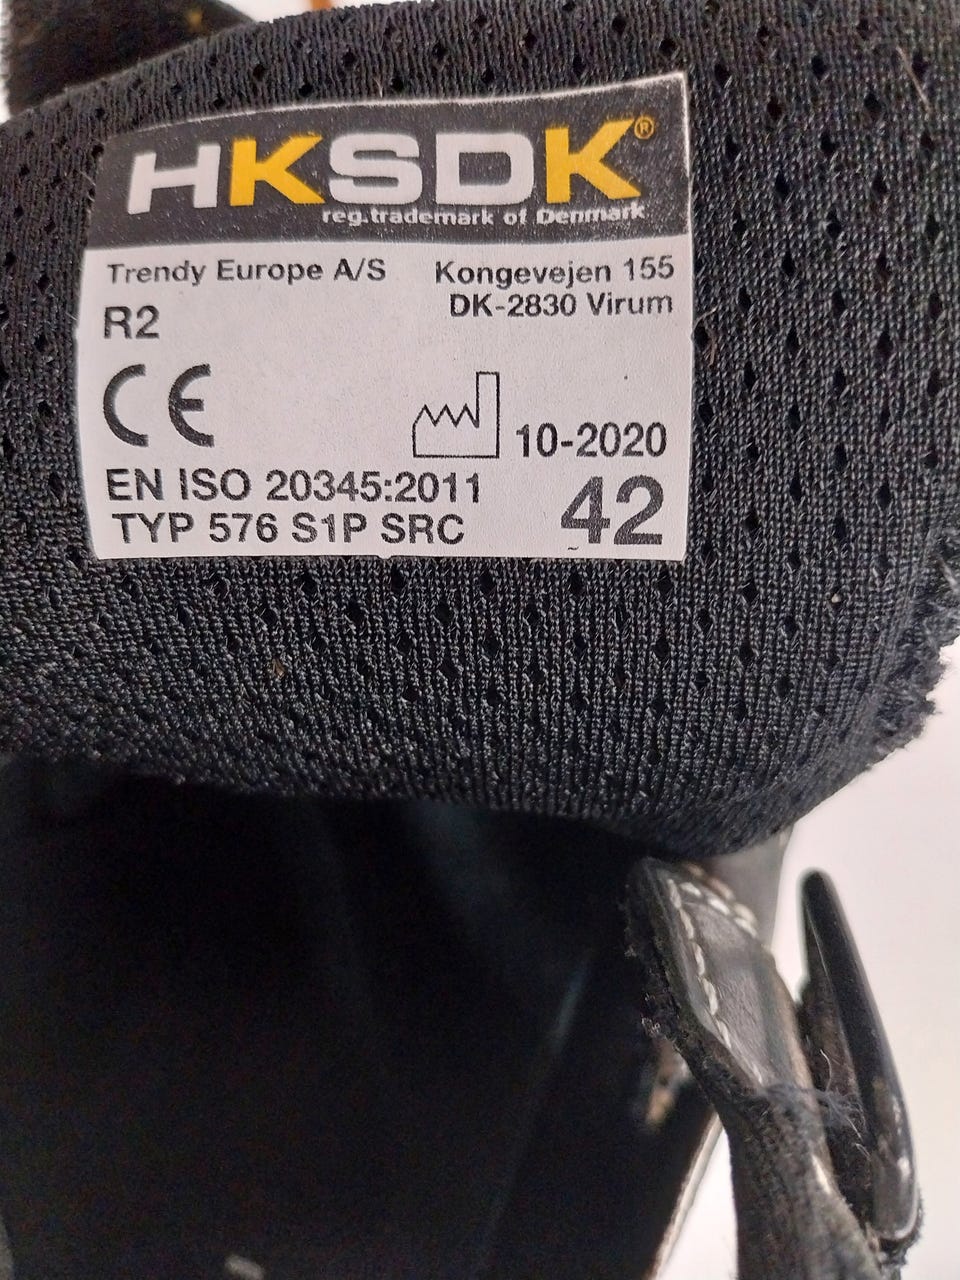 HKSDK®
reg.trademark of Denmark
Trendy Europe A/S Kongevejen 155
DK-2830 Virum
R2
CE
10-2020
EN ISO 20345:2011
TYP 576 S1P SRC 42